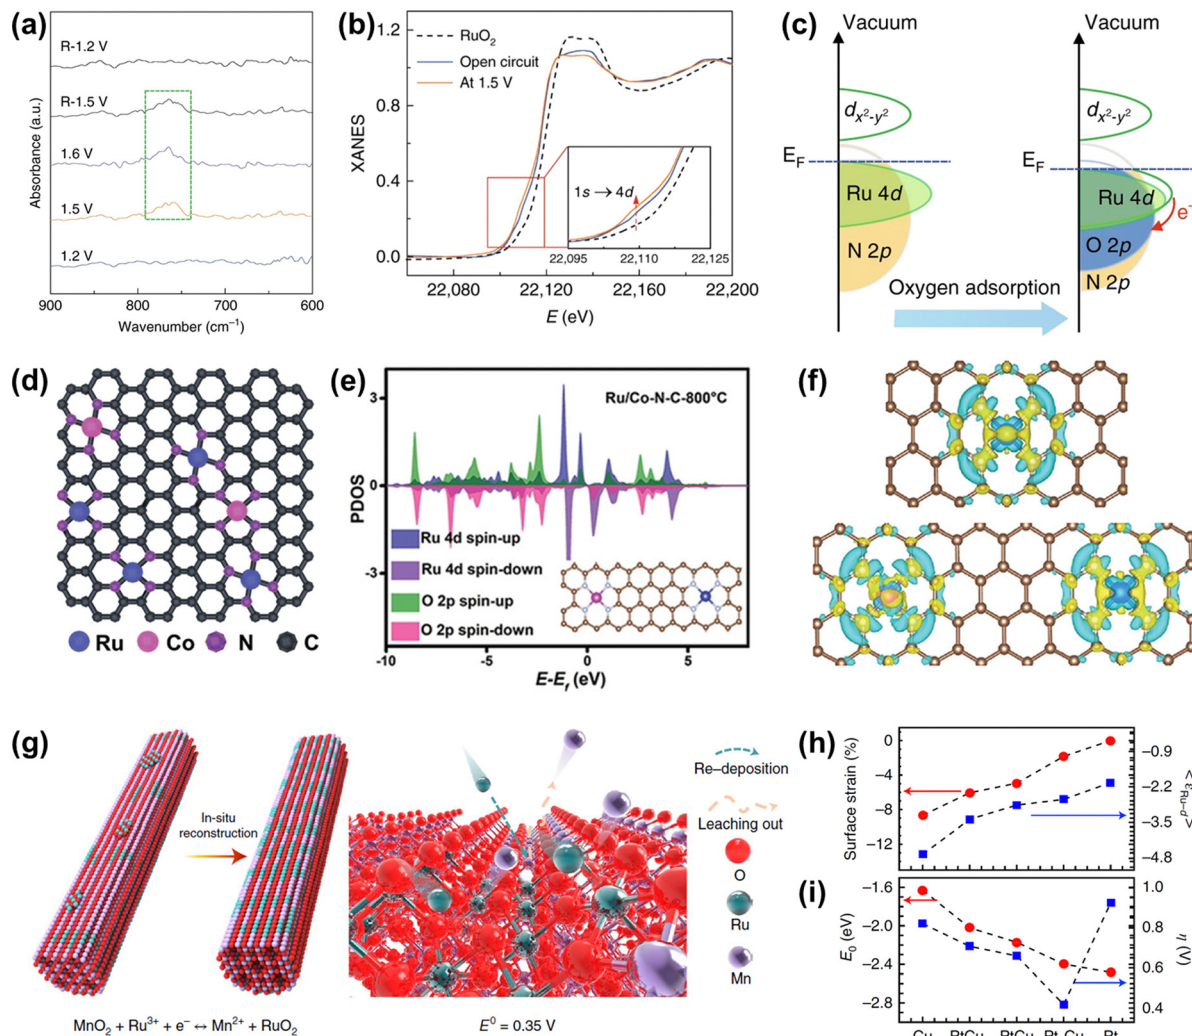 (a)
R-1.2 V
R-1.5 V
1.6 V
1.5 V
1.2 V
Absorbance (a.u.)
900
800
700
600
Wavenumber (cm⁻¹)
(b)
RuO₂
Open circuit
At 1.5 V
XANES
1.2
0.8
0.4
0.0
1s → 4d
22,095
22,110
22,125
22,080
22,120
22,160
22,200
E (eV)
(c)
Vacuum
Vacuum
dₓ²₋ᵧ²
dₓ²₋ᵧ²
E_F
E_F
Ru 4d
N 2p
Ru 4d
O 2p
N 2p
e⁻
Oxygen adsorption
(d)
Ru
Co
N
C
(e)
Ru/Co-N-C-800°C
PDOS
3
0
-3
Ru 4d spin-up
Ru 4d spin-down
O 2p spin-up
O 2p spin-down
-10
-5
0
5
E-E_f (eV)
(f)
(g)
In-situ
reconstruction
MnO₂ + Ru³⁺ + e⁻ ↔ Mn²⁺ + RuO₂
E⁰ = 0.35 V
Re–deposition
Leaching out
O
Ru
Mn
(h)
Surface strain (%)
0
−4
−8
−12
−0.9
−2.2
−3.5
−4.8
< ε_Ru−d >
(i)
E₀ (eV)
−1.6
−2.0
−2.4
−2.8
1.0
0.8
0.6
0.4
η (V)